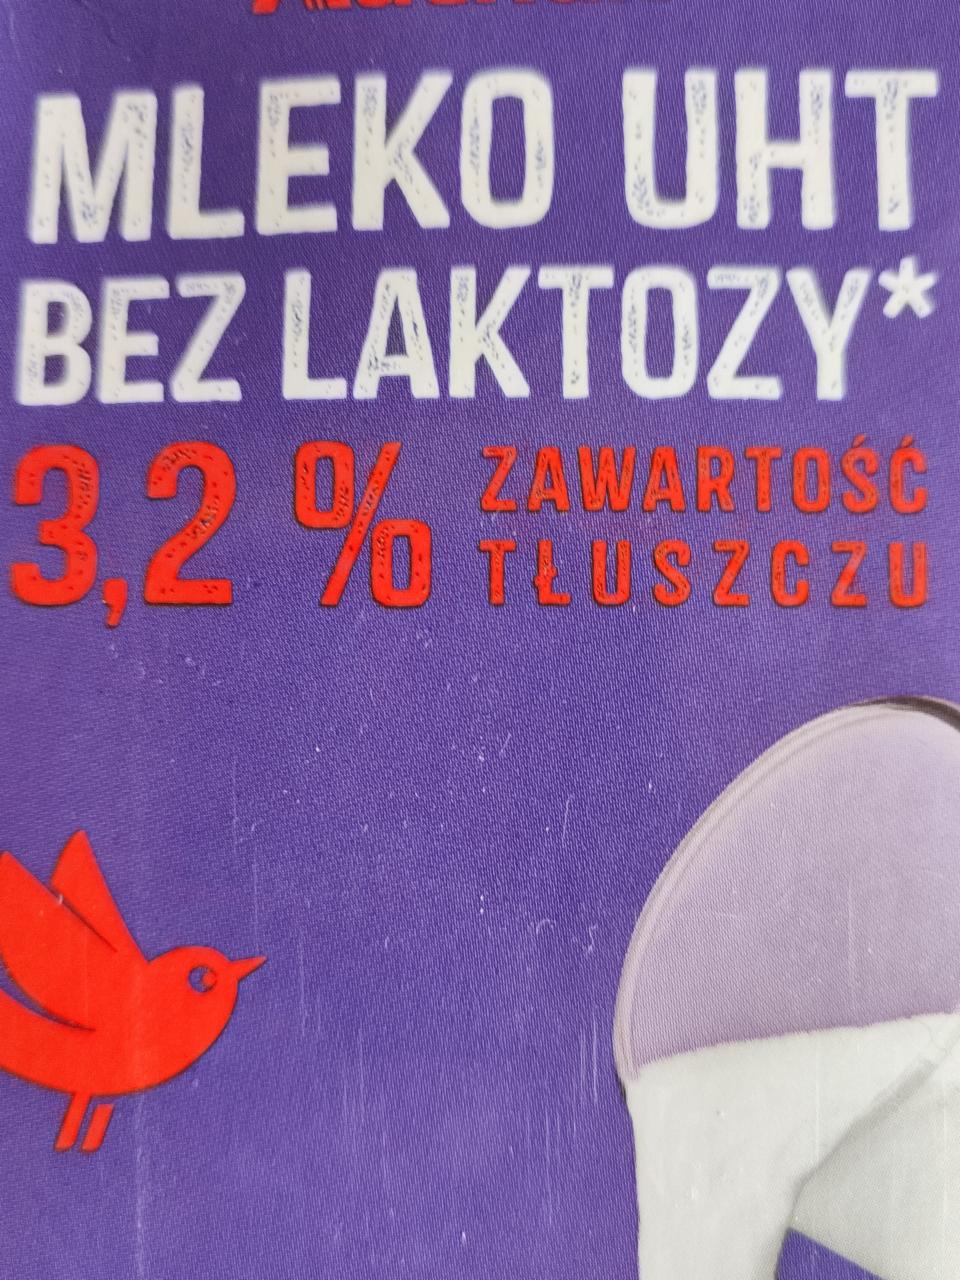 MLEKO UHT
BEZ LAKTOZY*
3,2 % ZAWARTOŚĆ
TŁUSZCZU